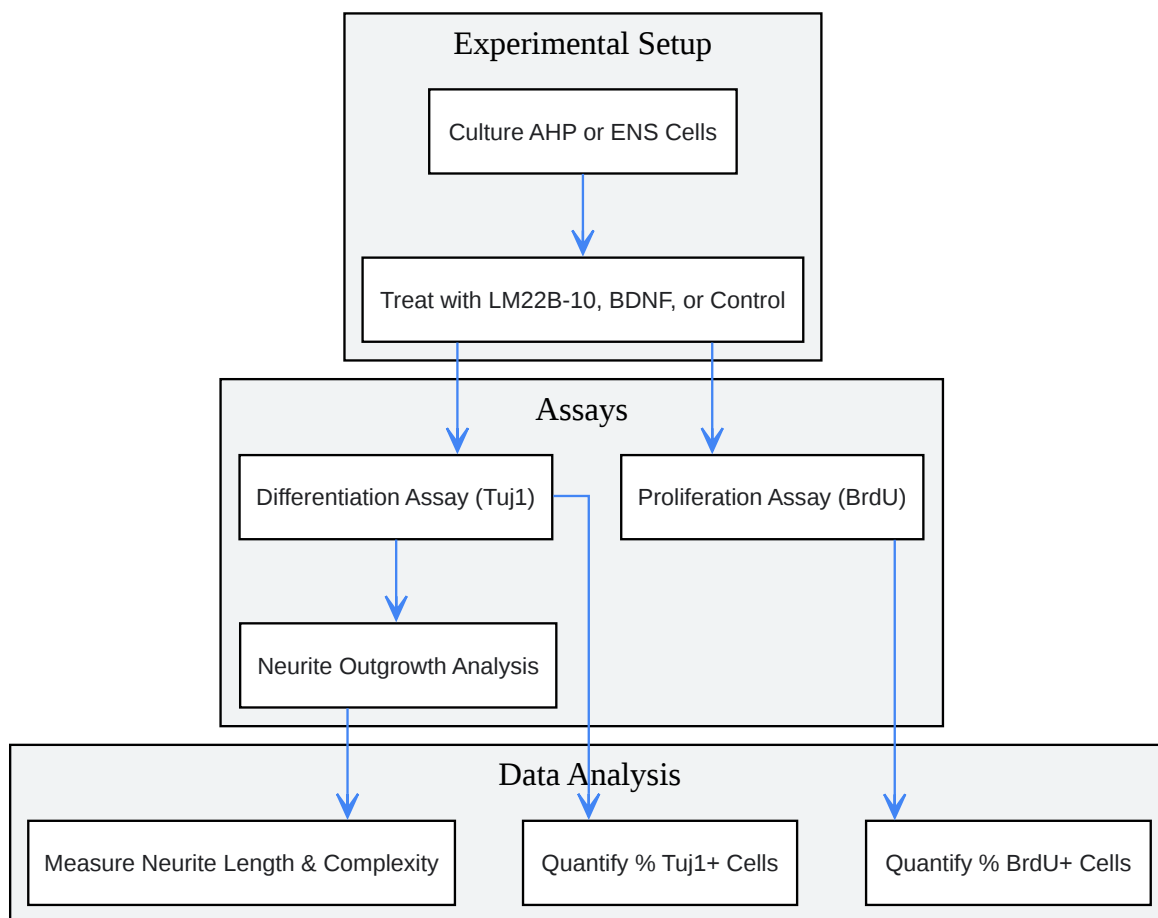 Experimental Setup
Culture AHP or ENS Cells
Treat with LM22B-10, BDNF, or Control
Assays
Differentiation Assay (Tuj1)
Proliferation Assay (BrdU)
Neurite Outgrowth Analysis
Data Analysis
Measure Neurite Length & Complexity
Quantify % Tuj1+ Cells
Quantify % BrdU+ Cells